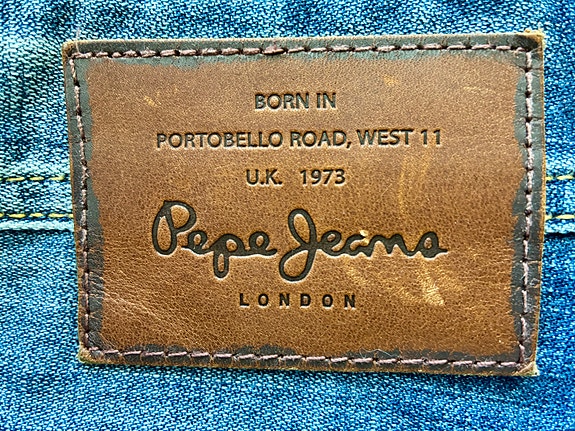 BORN IN
PORTOBELLO ROAD, WEST 11
U.K. 1973
Pepe Jeans
LONDON